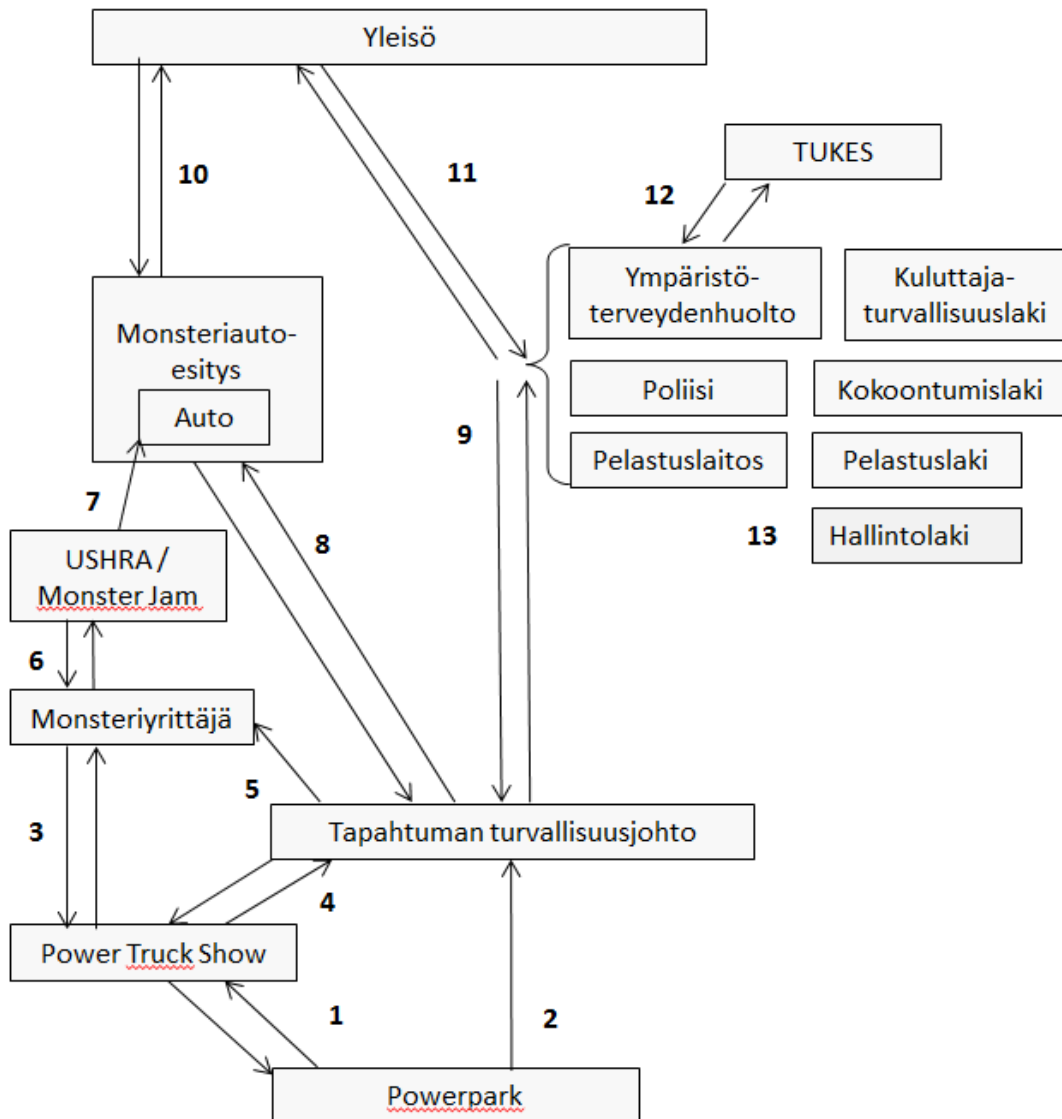 Yleisö
TUKES
10
11
12
Ympäristö-
terveydenhuolto
Kuluttaja-
turvallisuuslaki
Monsteriauto-
esitys
Auto
Poliisi
Kokoontumislaki
9
Pelastuslaitos
Pelastuslaki
7
8
13
Hallintolaki
USHRA /
Monster Jam
6
Monsteriyrittäjä
5
3
Tapahtuman turvallisuusjohto
4
Power Truck Show
1
2
Powerpark